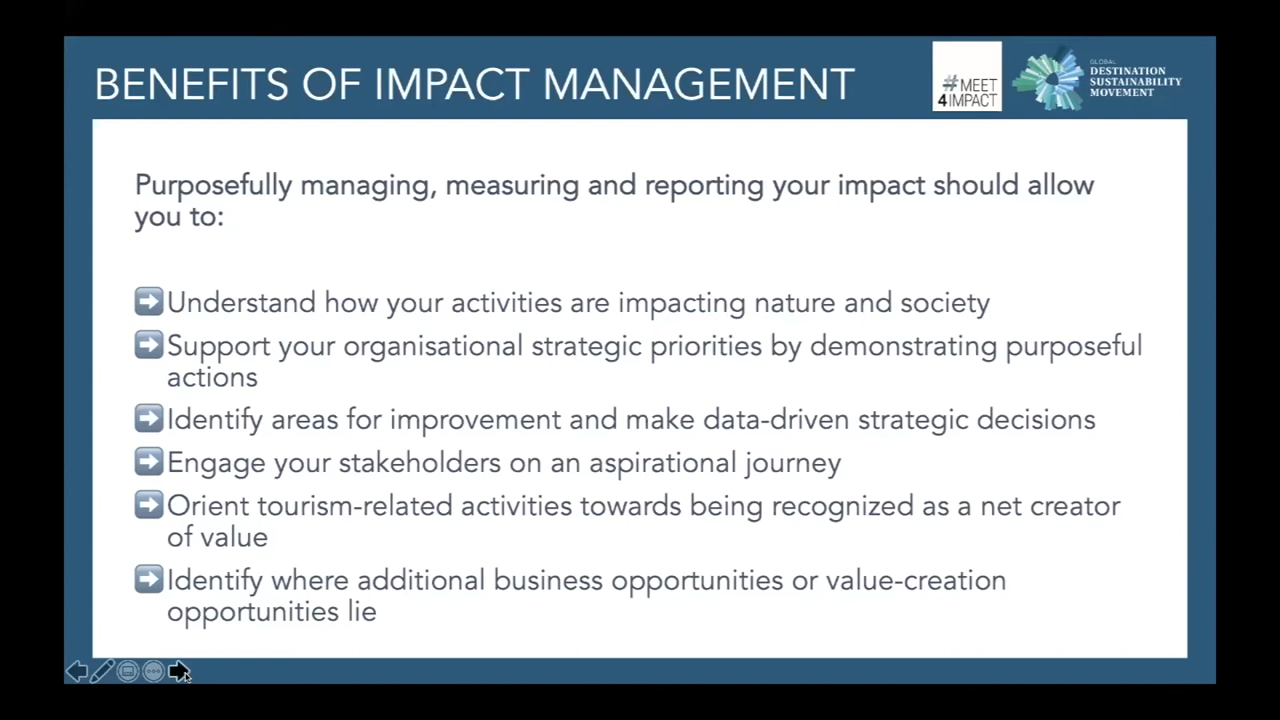 BENEFITS OF IMPACT MANAGEMENT
#MEET
4IMPACT
GLOBAL
DESTINATION
SUSTAINABILITY
MOVEMENT
Purposefully managing, measuring and reporting your impact should allow
you to:
Understand how your activities are impacting nature and society
Support your organisational strategic priorities by demonstrating purposeful
actions
Identify areas for improvement and make data-driven strategic decisions
Engage your stakeholders on an aspirational journey
Orient tourism-related activities towards being recognized as a net creator
of value
Identify where additional business opportunities or value-creation
opportunities lie